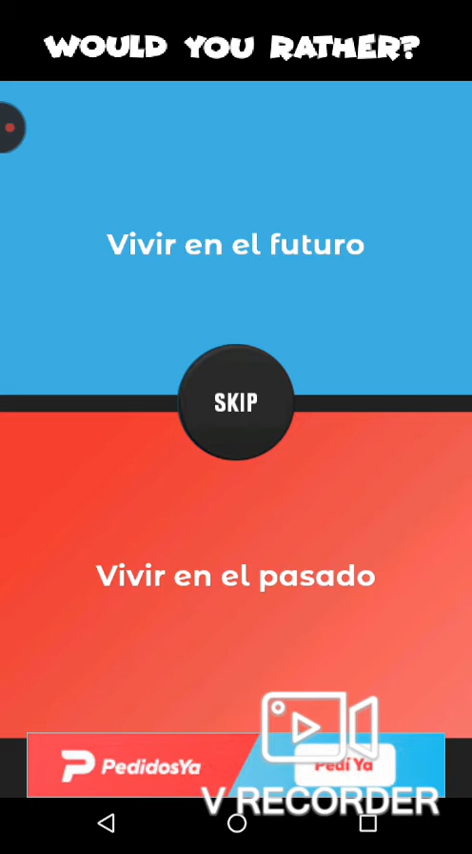 WOULD YOU RATHER?
Vivir en el futuro
SKIP
Vivir en el pasado
PedidosYa
Pedí Ya
V RECORDER